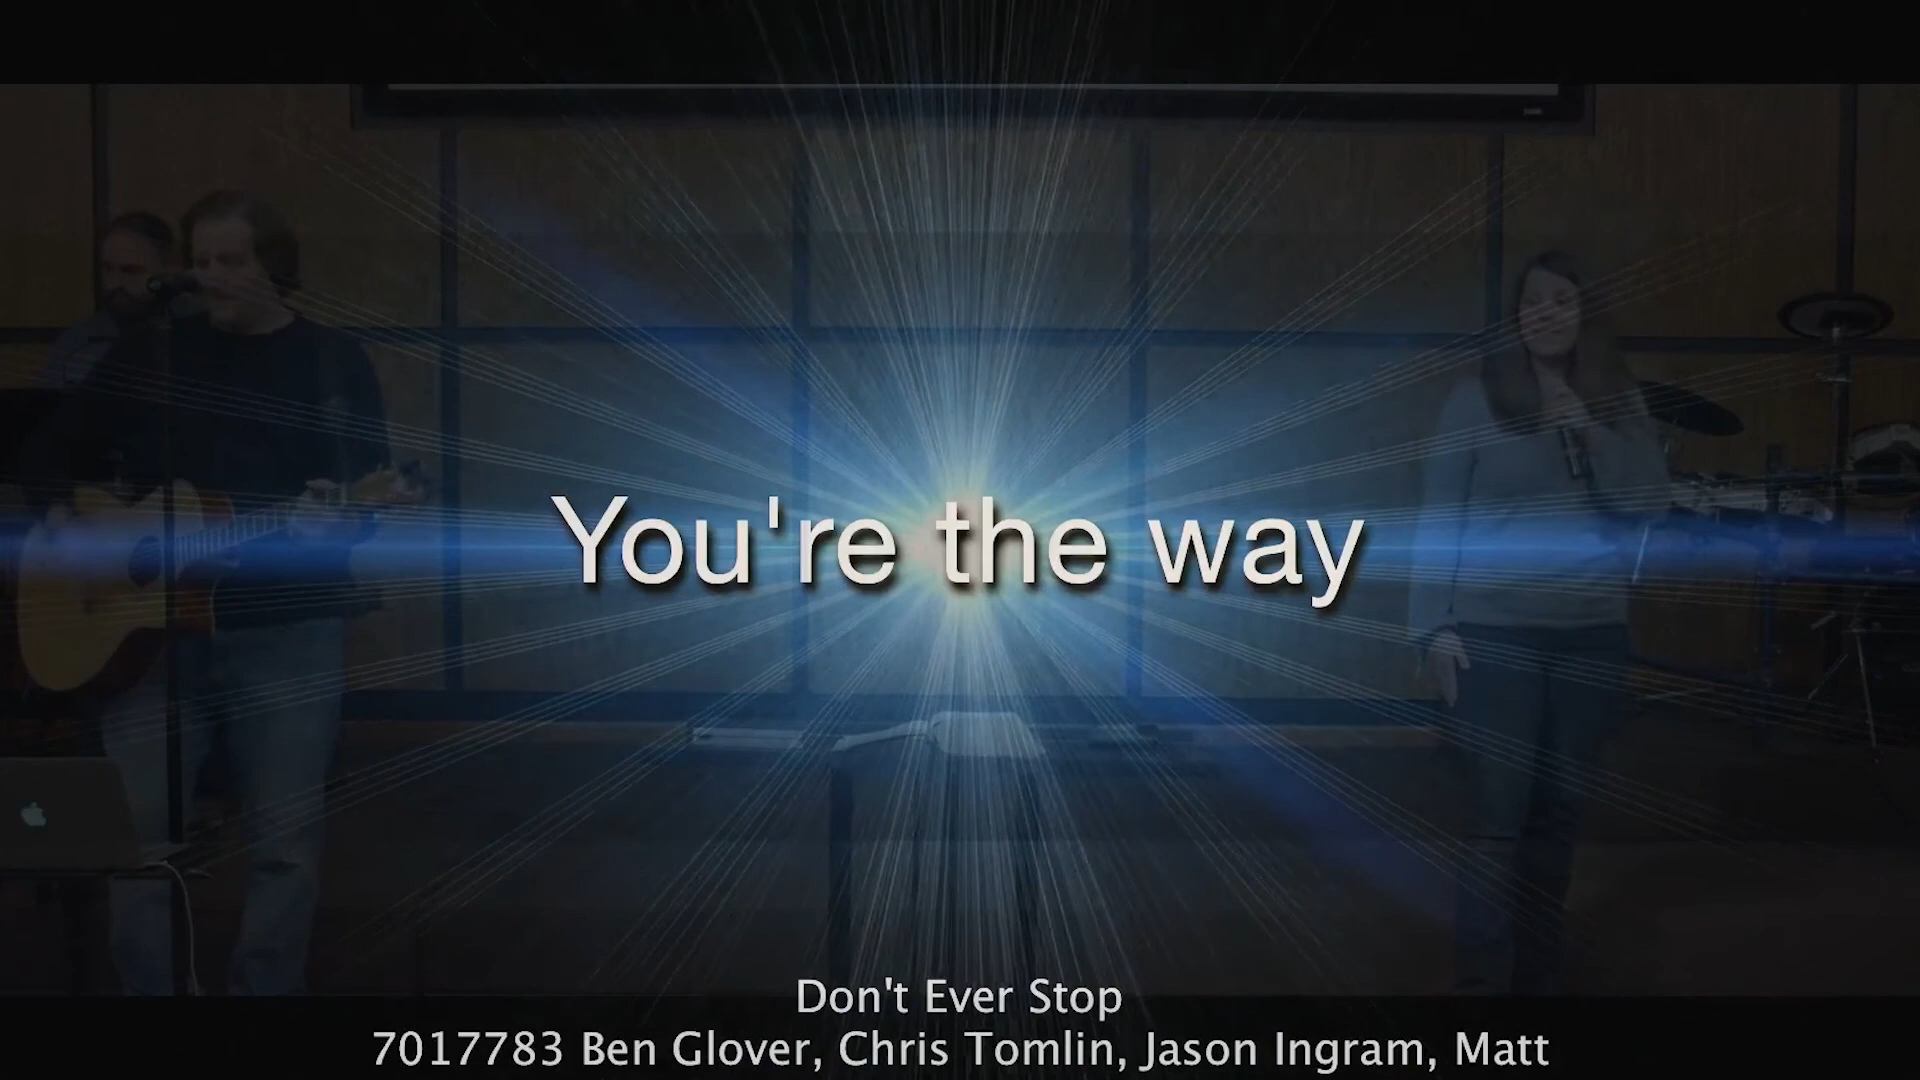 You're the way
Don't Ever Stop
7017783 Ben Glover, Chris Tomlin, Jason Ingram, Matt